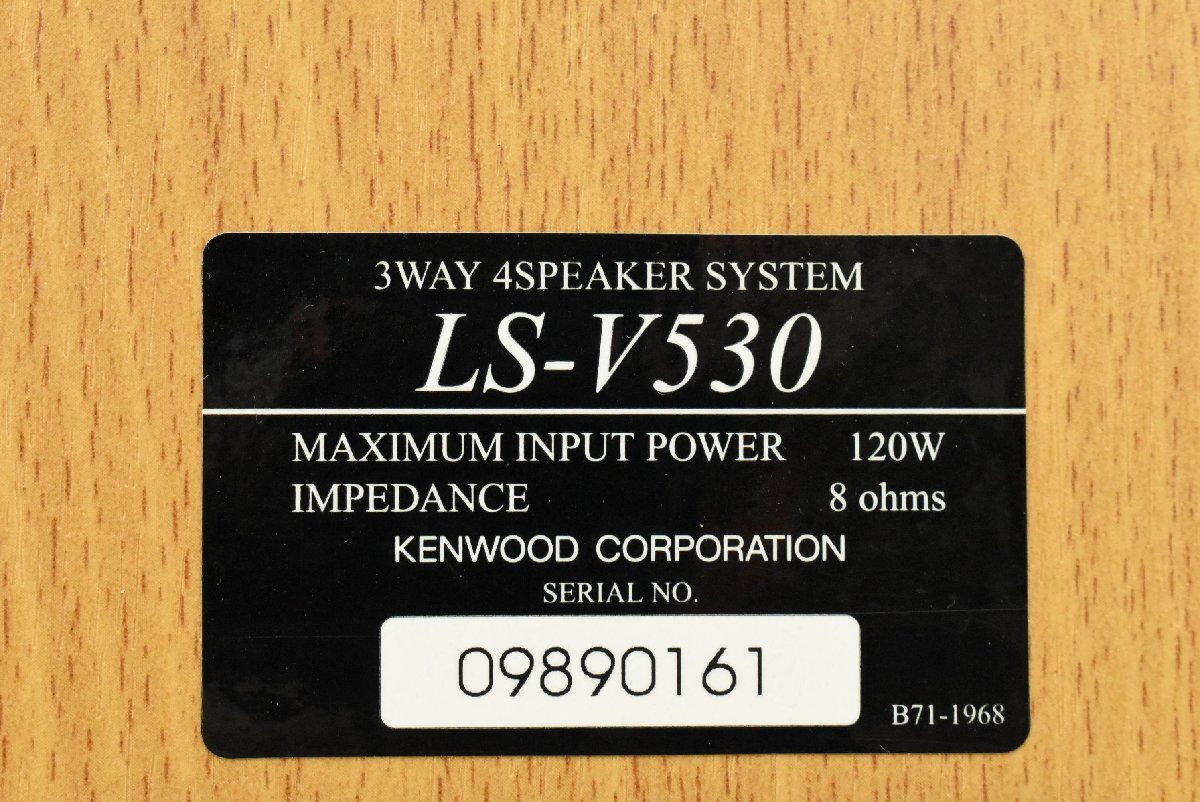 3WAY 4SPEAKER SYSTEM
LS-V530
MAXIMUM INPUT POWER 120W
IMPEDANCE 8 ohms
KENWOOD CORPORATION
SERIAL NO.
09890161
B71-1968